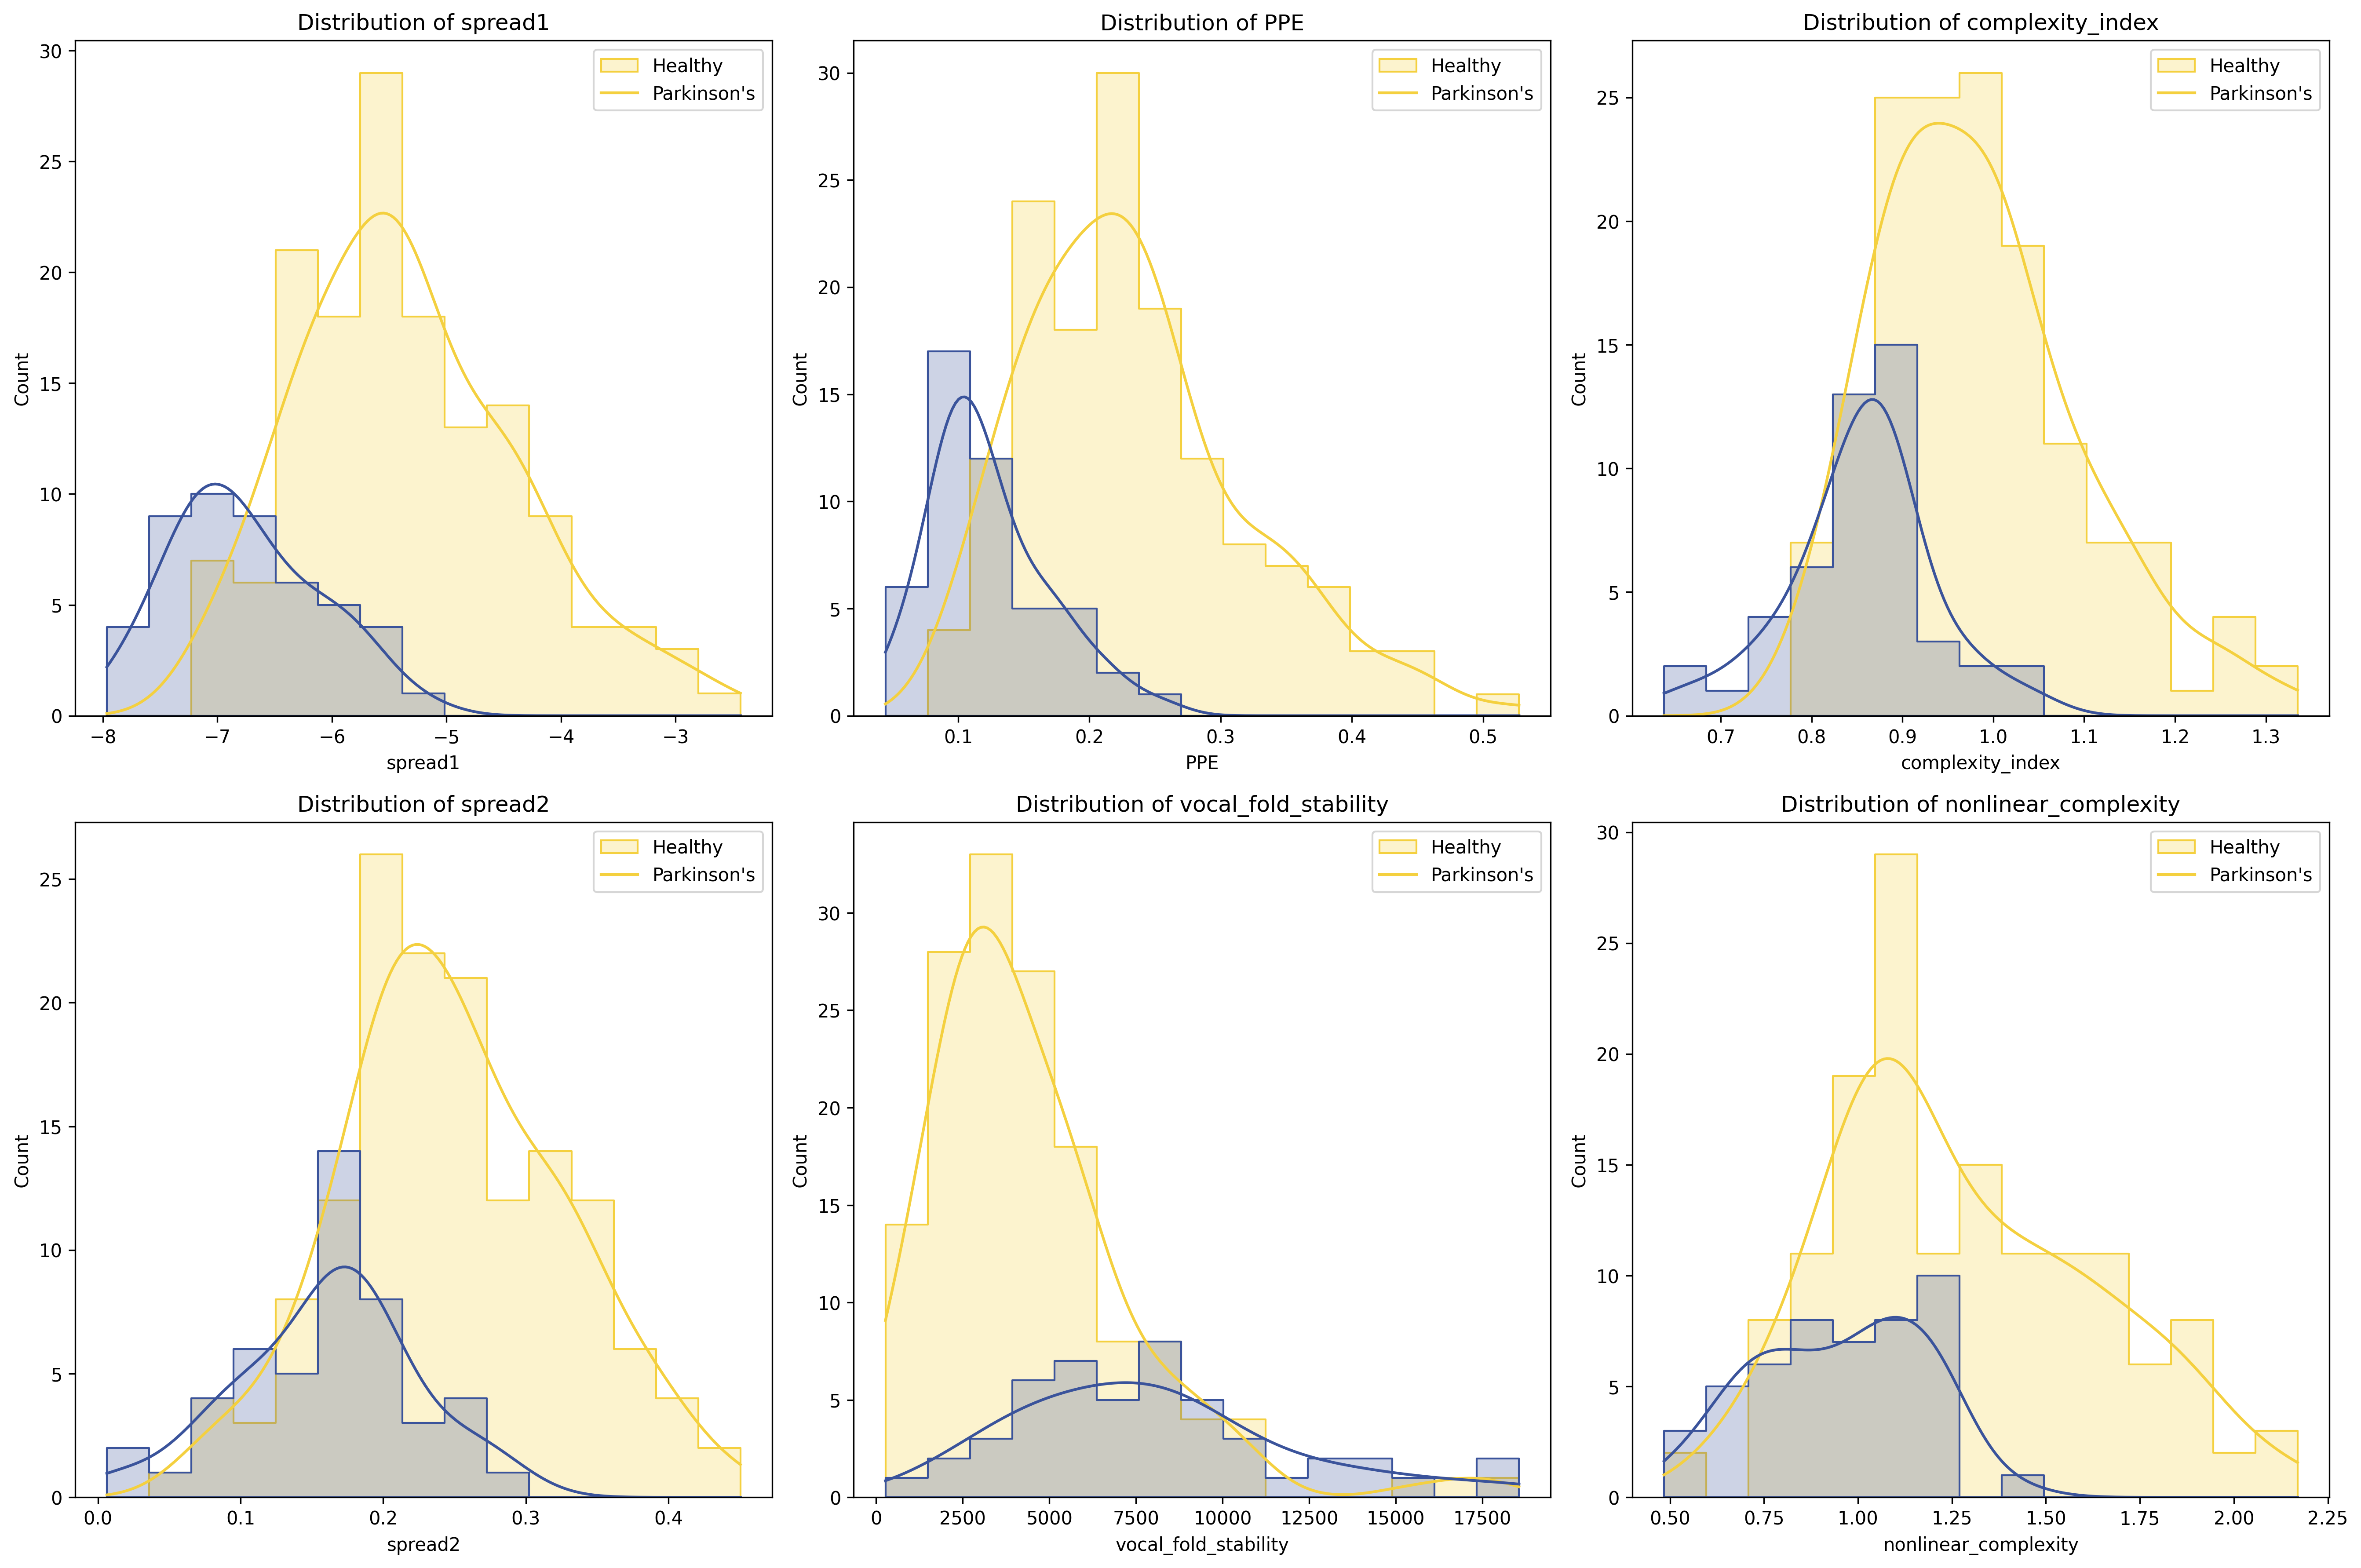 Distribution of spread1
30
25
20
15
10
5
0
Count
−8 −7 −6 −5 −4 −3
spread1
Healthy
Parkinson's
Distribution of PPE
30
25
20
15
10
5
0
Count
0.1 0.2 0.3 0.4 0.5
PPE
Healthy
Parkinson's
Distribution of complexity_index
25
20
15
10
5
0
Count
0.7 0.8 0.9 1.0 1.1 1.2 1.3
complexity_index
Healthy
Parkinson's
Distribution of spread2
25
20
15
10
5
0
Count
0.0 0.1 0.2 0.3 0.4
spread2
Healthy
Parkinson's
Distribution of vocal_fold_stability
30
25
20
15
10
5
0
Count
0 2500 5000 7500 10000 12500 15000 17500
vocal_fold_stability
Healthy
Parkinson's
Distribution of nonlinear_complexity
30
25
20
15
10
5
0
Count
0.50 0.75 1.00 1.25 1.50 1.75 2.00 2.25
nonlinear_complexity
Healthy
Parkinson's